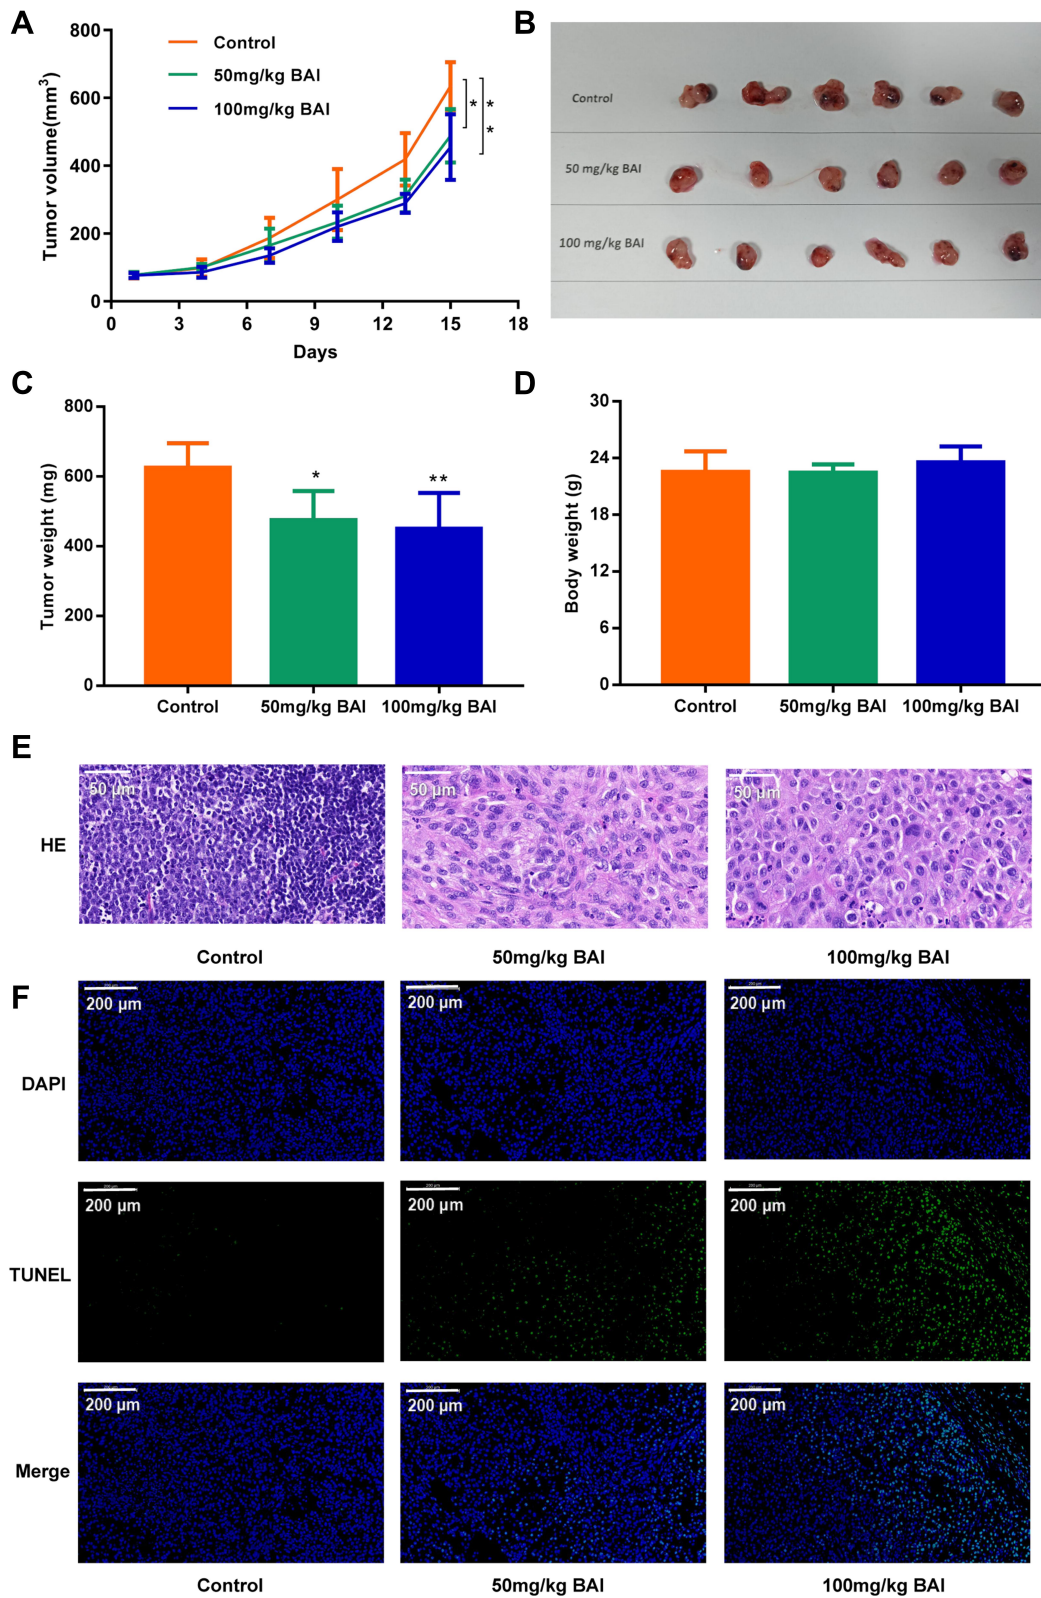 A
800
600
400
200
0
Tumor volume(mm³)
Control
50mg/kg BAI
100mg/kg BAI
*
*
*
0 3 6 9 12 15 18
Days
B
Control
50 mg/kg BAI
100 mg/kg BAI
C
800
600
400
200
0
Tumor weight (mg)
*
**
Control 50mg/kg BAI 100mg/kg BAI
D
30
24
18
12
6
0
Body weight (g)
Control 50mg/kg BAI 100mg/kg BAI
E
HE
50 µm 50 µm 50 µm
Control 50mg/kg BAI 100mg/kg BAI
F
DAPI
200 µm 200 µm 200 µm
TUNEL
200 µm 200 µm 200 µm
Merge
200 µm 200 µm 200 µm
Control 50mg/kg BAI 100mg/kg BAI